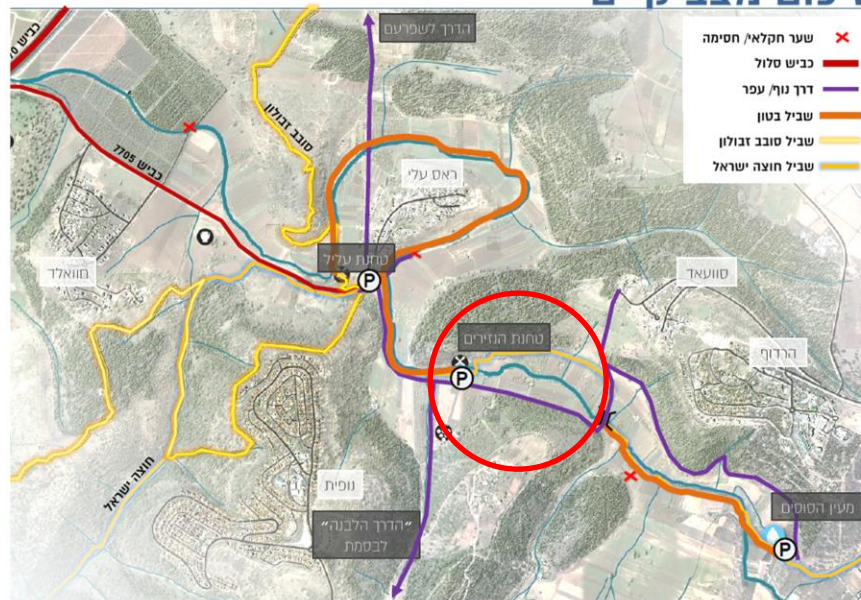 שער חקלאי/ חסימה
כביש סלול
דרך נוף/ עפר
שביל בטון
שביל סובב זבולון
שביל חוצה ישראל
הדרך לשפרעם
כביש 70
סובב זבולון
כביש 7705
ראס עלי
טחנת עליל
חוואלד
סוועאד
טחנת הנזירים
הרדוף
חוצה ישראל
נופית
מעין הסוסים
"הדרך הלבנה"
לבסמת
P
P
P